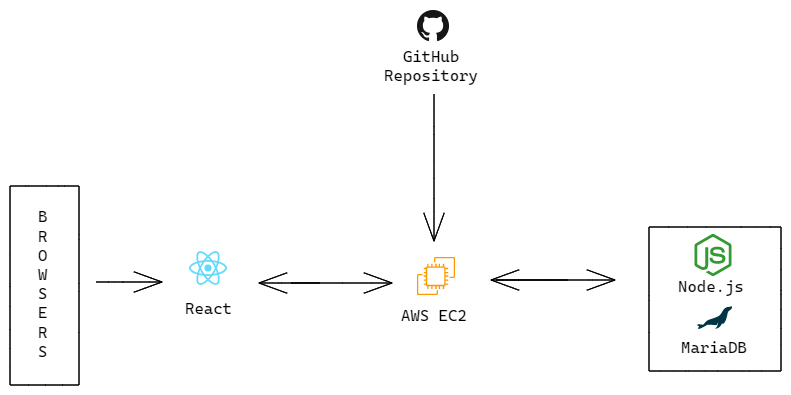 GitHub
Repository
B
R
O
W
S
E
R
S
React
AWS EC2
JS
Node.js
MariaDB